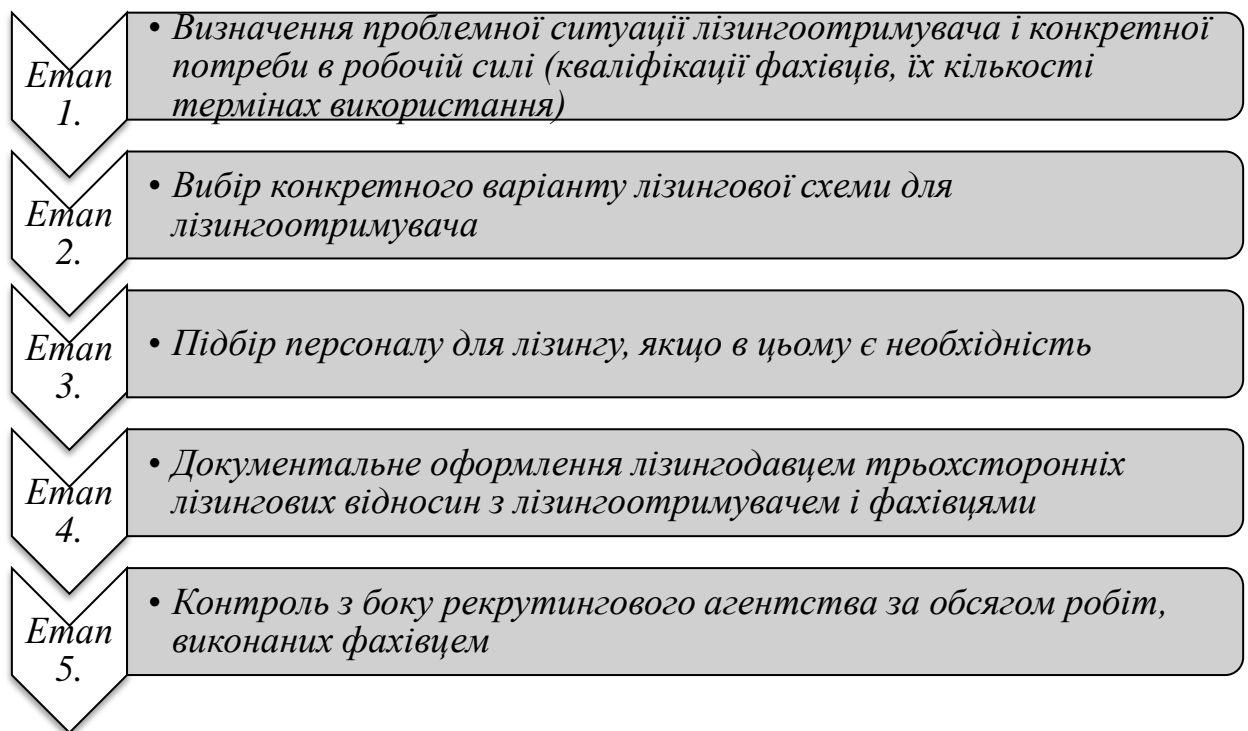 Етап
1.
• Визначення проблемної ситуації лізингоотримувача і конкретної
потреби в робочій силі (кваліфікації фахівців, їх кількості
термінах використання)
Етап
2.
• Вибір конкретного варіанту лізингової схеми для
лізингоотримувача
Етап
3.
• Підбір персоналу для лізингу, якщо в цьому є необхідність
Етап
4.
• Документальне оформлення лізингодавцем трьохсторонніх
лізингових відносин з лізингоотримувачем і фахівцями
Етап
5.
• Контроль з боку рекрутингового агентства за обсягом робіт,
виконаних фахівцем